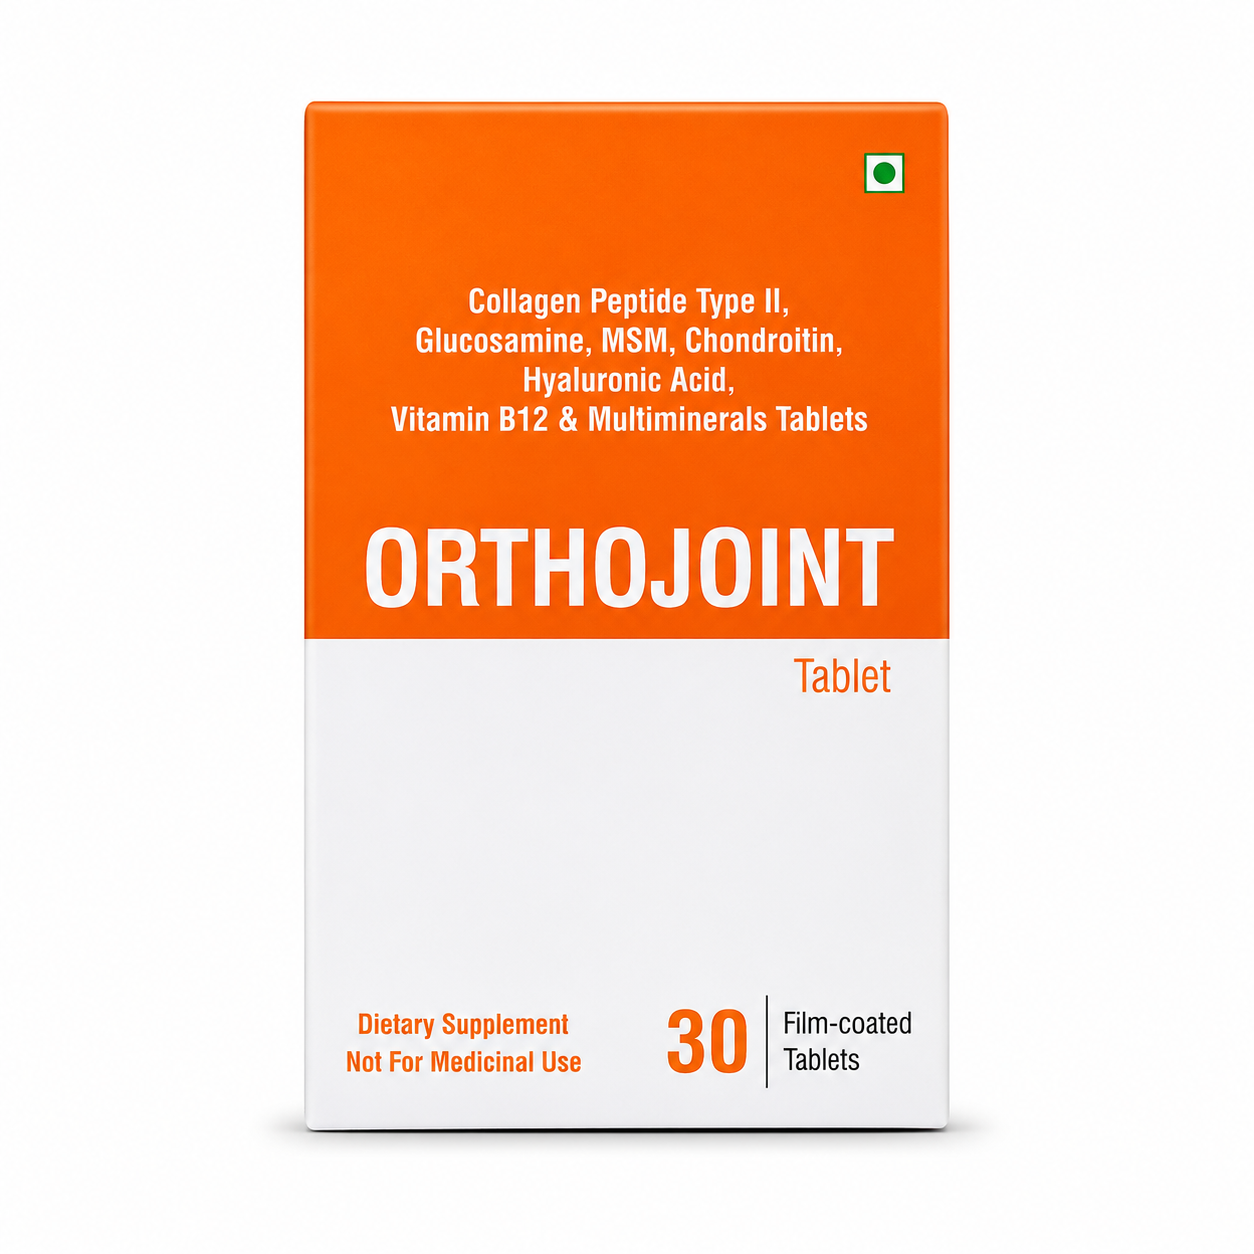 Collagen Peptide Type II,
Glucosamine, MSM, Chondroitin,
Hyaluronic Acid,
Vitamin B12 & Multiminerals Tablets
ORTHOJOINT
Tablet
Dietary Supplement
Not For Medicinal Use
30
Film-coated
Tablets